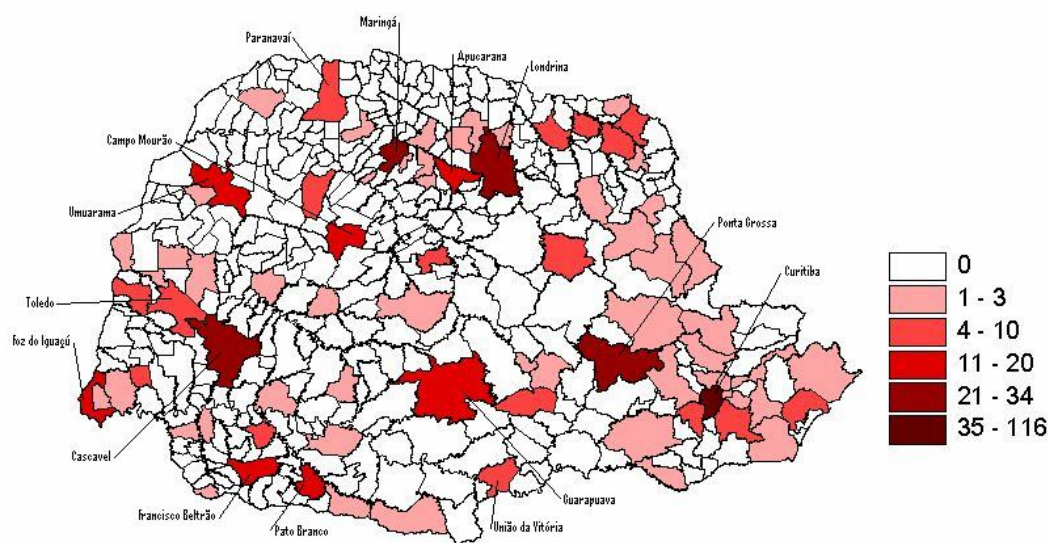 Maringá
Paranavaí
Apucarana
Londrina
Campo Mourão
Umuarama
Ponta Grossa
Curitiba
Toledo
Foz do Iguaçú
Cascavel
Guarapuava
Francisco Beltrão
Pato Branco
União da Vitória
0
1 - 3
4 - 10
11 - 20
21 - 34
35 - 116